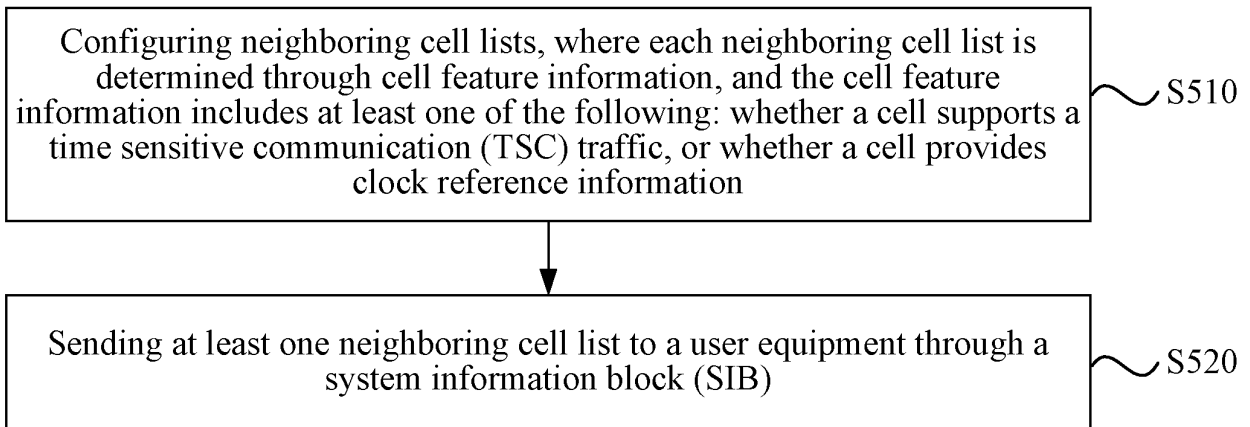 Configuring neighboring cell lists, where each neighboring cell list is
determined through cell feature information, and the cell feature
information includes at least one of the following: whether a cell supports a
time sensitive communication (TSC) traffic, or whether a cell provides
clock reference information
S510
Sending at least one neighboring cell list to a user equipment through a
system information block (SIB)
S520